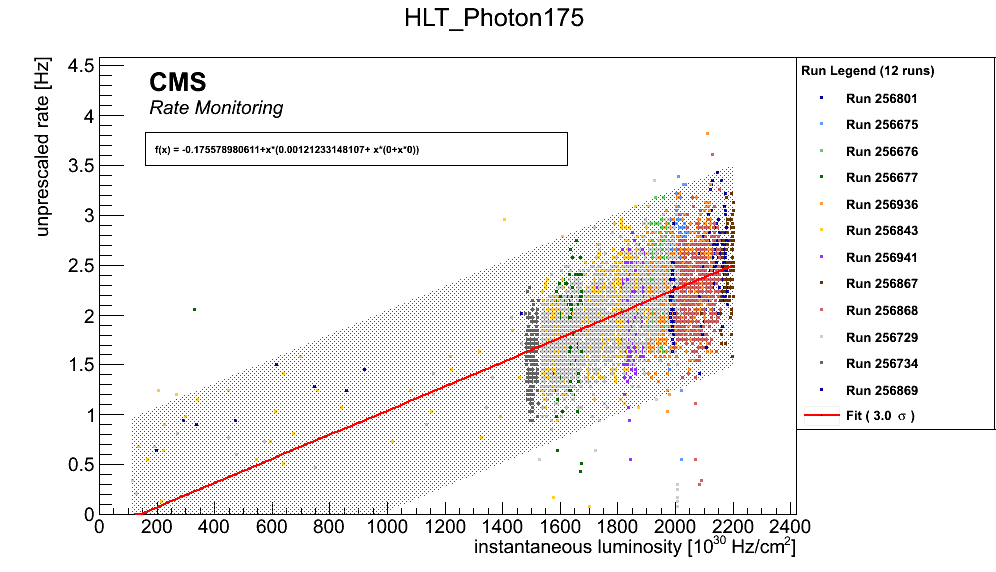 HLT_Photon175
unprescaled rate [Hz]
4.5
4
3.5
3
2.5
2
1.5
1
0.5
0
CMS
Rate Monitoring
f(x) = -0.175578980611+x*(0.00121233148107+ x*(0+x*0))
0 200 400 600 800 1000 1200 1400 1600 1800 2000 2200 2400
instantaneous luminosity [10³⁰ Hz/cm²]
Run Legend (12 runs)
Run 256801
Run 256675
Run 256676
Run 256677
Run 256936
Run 256843
Run 256941
Run 256867
Run 256868
Run 256729
Run 256734
Run 256869
Fit ( 3.0 σ )